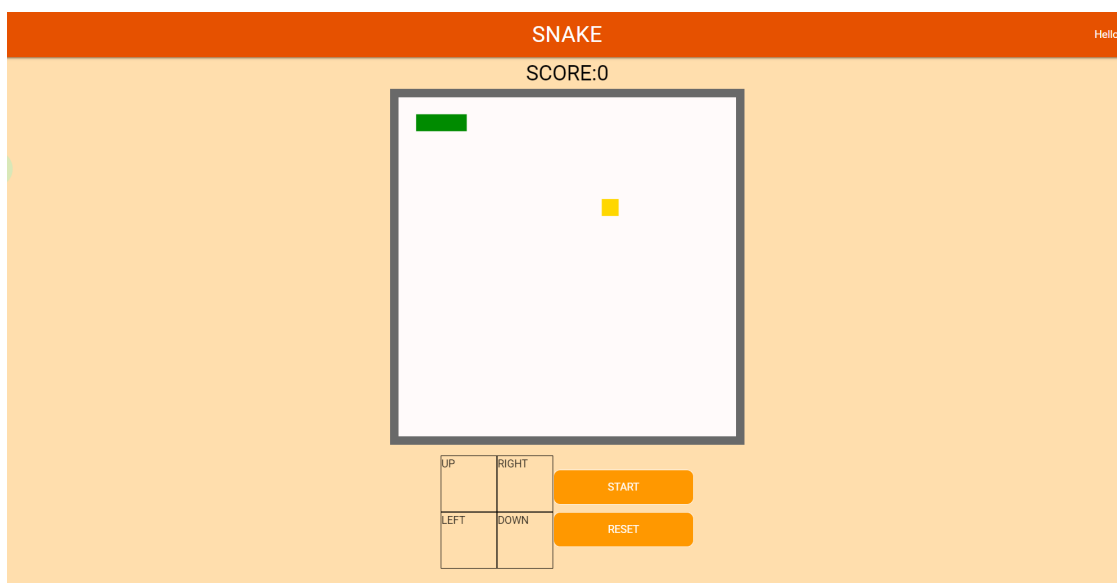 SNAKE
Hello
SCORE:0
UP
RIGHT
START
LEFT
DOWN
RESET